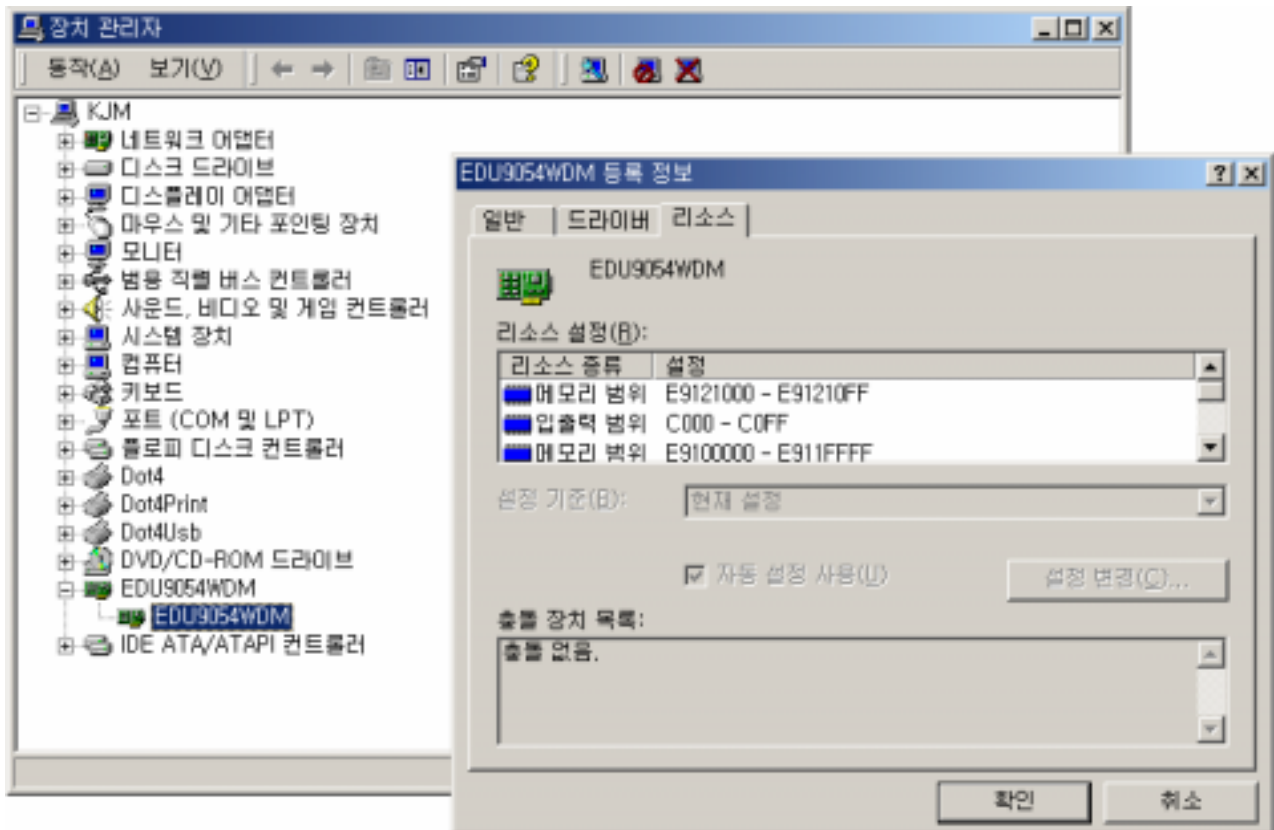 장치 관리자
동작(A) 보기(V)
KJM
네트워크 어댑터
디스크 드라이브
디스플레이 어댑터
마우스 및 기타 포인팅 장치
모니터
범용 직렬 버스 컨트롤러
사운드, 비디오 및 게임 컨트롤러
시스템 장치
컴퓨터
키보드
포트 (COM 및 LPT)
플로피 디스크 컨트롤러
Dot4
Dot4Print
Dot4Usb
DVD/CD-ROM 드라이브
EDU9054WDM
EDU9054WDM
IDE ATA/ATAPI 컨트롤러
EDU9054WDM 등록 정보
일반 드라이버 리소스
EDU9054WDM
리소스 설정(R):
리소스 종류 설정
메모리 범위 E9121000 - E91210FF
입출력 범위 C000 - C0FF
메모리 범위 E9100000 - E911FFFF
설정 기준(B): 현재 설정
자동 설정 사용(U) 설정 변경(C)...
충돌 장치 목록:
충돌 없음.
확인 취소